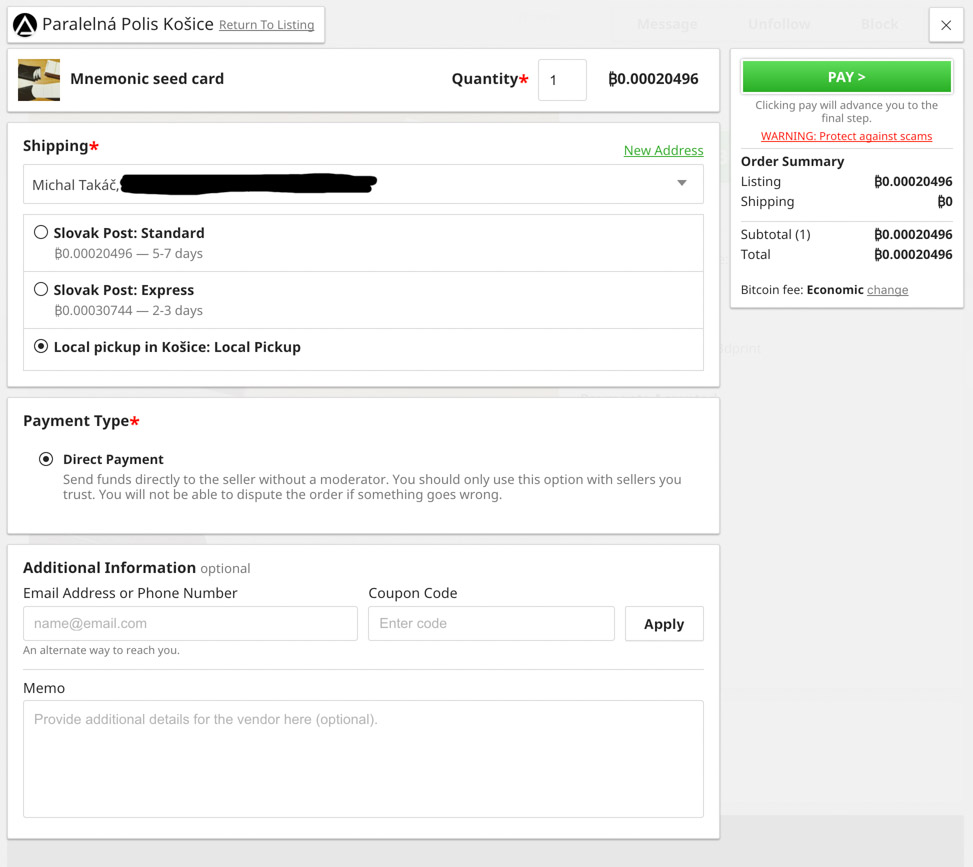 Paralelná Polis Košice Return To Listing
Message Unfollow Block
Mnemonic seed card Quantity* 1 ₿0.00020496
Shipping* New Address
Michal Takáč,
Slovak Post: Standard
₿0.00020496 — 5-7 days
Slovak Post: Express
₿0.00030744 — 2-3 days
Local pickup in Košice: Local Pickup
Payment Type*
Direct Payment
Send funds directly to the seller without a moderator. You should only use this option with sellers you
trust. You will not be able to dispute the order if something goes wrong.
Additional Information optional
Email Address or Phone Number Coupon Code
name@email.com Enter code Apply
An alternate way to reach you.
Memo
Provide additional details for the vendor here (optional).
PAY >
Clicking pay will advance you to the
final step.
WARNING: Protect against scams
Order Summary
Listing ₿0.00020496
Shipping ₿0
Subtotal (1) ₿0.00020496
Total ₿0.00020496
Bitcoin fee: Economic change